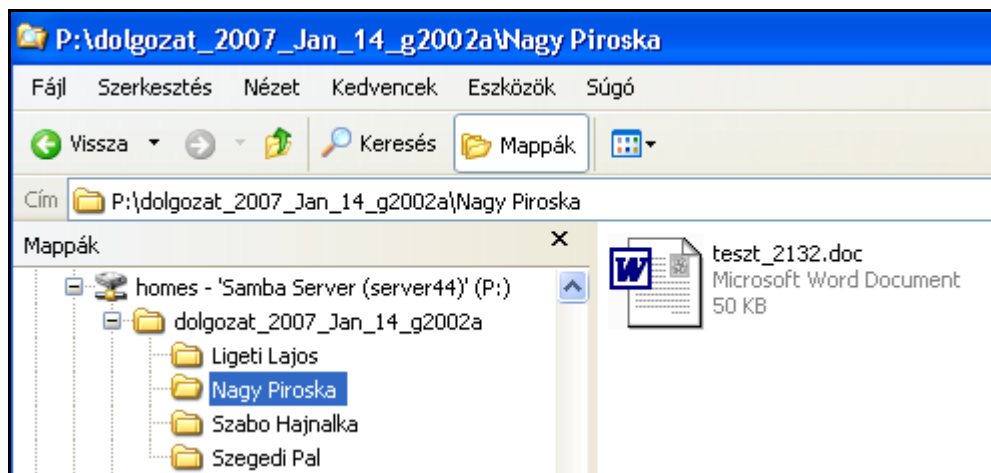 P:\dolgozat_2007_Jan_14_g2002a\Nagy Piroska
Fájl Szerkesztés Nézet Kedvencek Eszközök Súgó
Vissza Keresés Mappák
Cím P:\dolgozat_2007_Jan_14_g2002a\Nagy Piroska
Mappák x
homes - 'Samba Server (server44)' (P:)
dolgozat_2007_Jan_14_g2002a
Ligeti Lajos
Nagy Piroska
Szabo Hajnalka
Szegedi Pal
W
teszt_2132.doc
Microsoft Word Document
50 KB